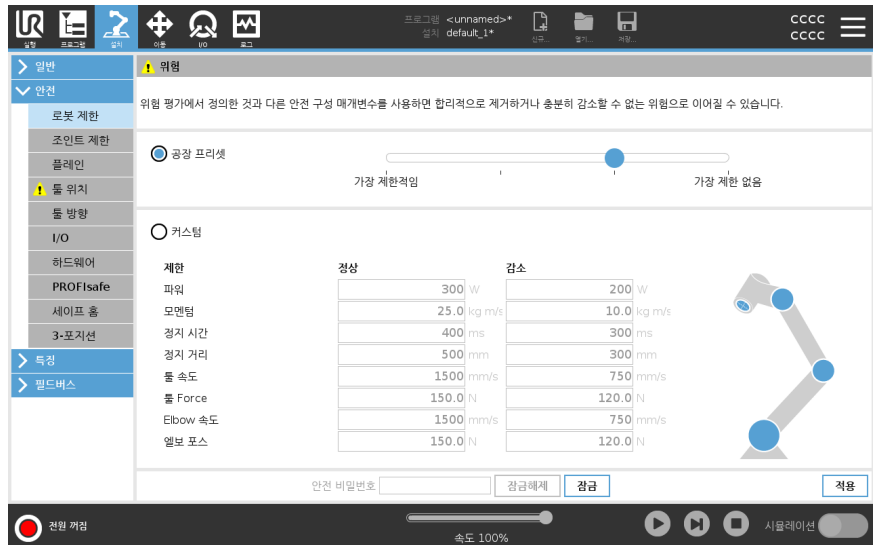 UR
실행 프로그램 설치 이동 I/O 로그
프로그램 <unnamed>*
설치 default_1*
신규... 열기... 저장...
cccc
cccc
일반
안전
로봇 제한
조인트 제한
플레인
툴 위치
툴 방향
I/O
하드웨어
PROFIsafe
세이프 홈
3-포지션
특징
필드버스
위험
위험 평가에서 정의한 것과 다른 안전 구성 매개변수를 사용하면 합리적으로 제거하거나 충분히 감소할 수 없는 위험으로 이어질 수 있습니다.
공장 프리셋
가장 제한적임 가장 제한 없음
커스텀
제한 정상 감소
파워 300 W 200 W
모멘텀 25.0 kg m/s 10.0 kg m/s
정지 시간 400 ms 300 ms
정지 거리 500 mm 300 mm
툴 속도 1500 mm/s 750 mm/s
툴 Force 150.0 N 120.0 N
Elbow 속도 1500 mm/s 750 mm/s
엘보 포스 150.0 N 120.0 N
안전 비밀번호 잠금해제 잠금 적용
전원 꺼짐
속도 100%
시뮬레이션